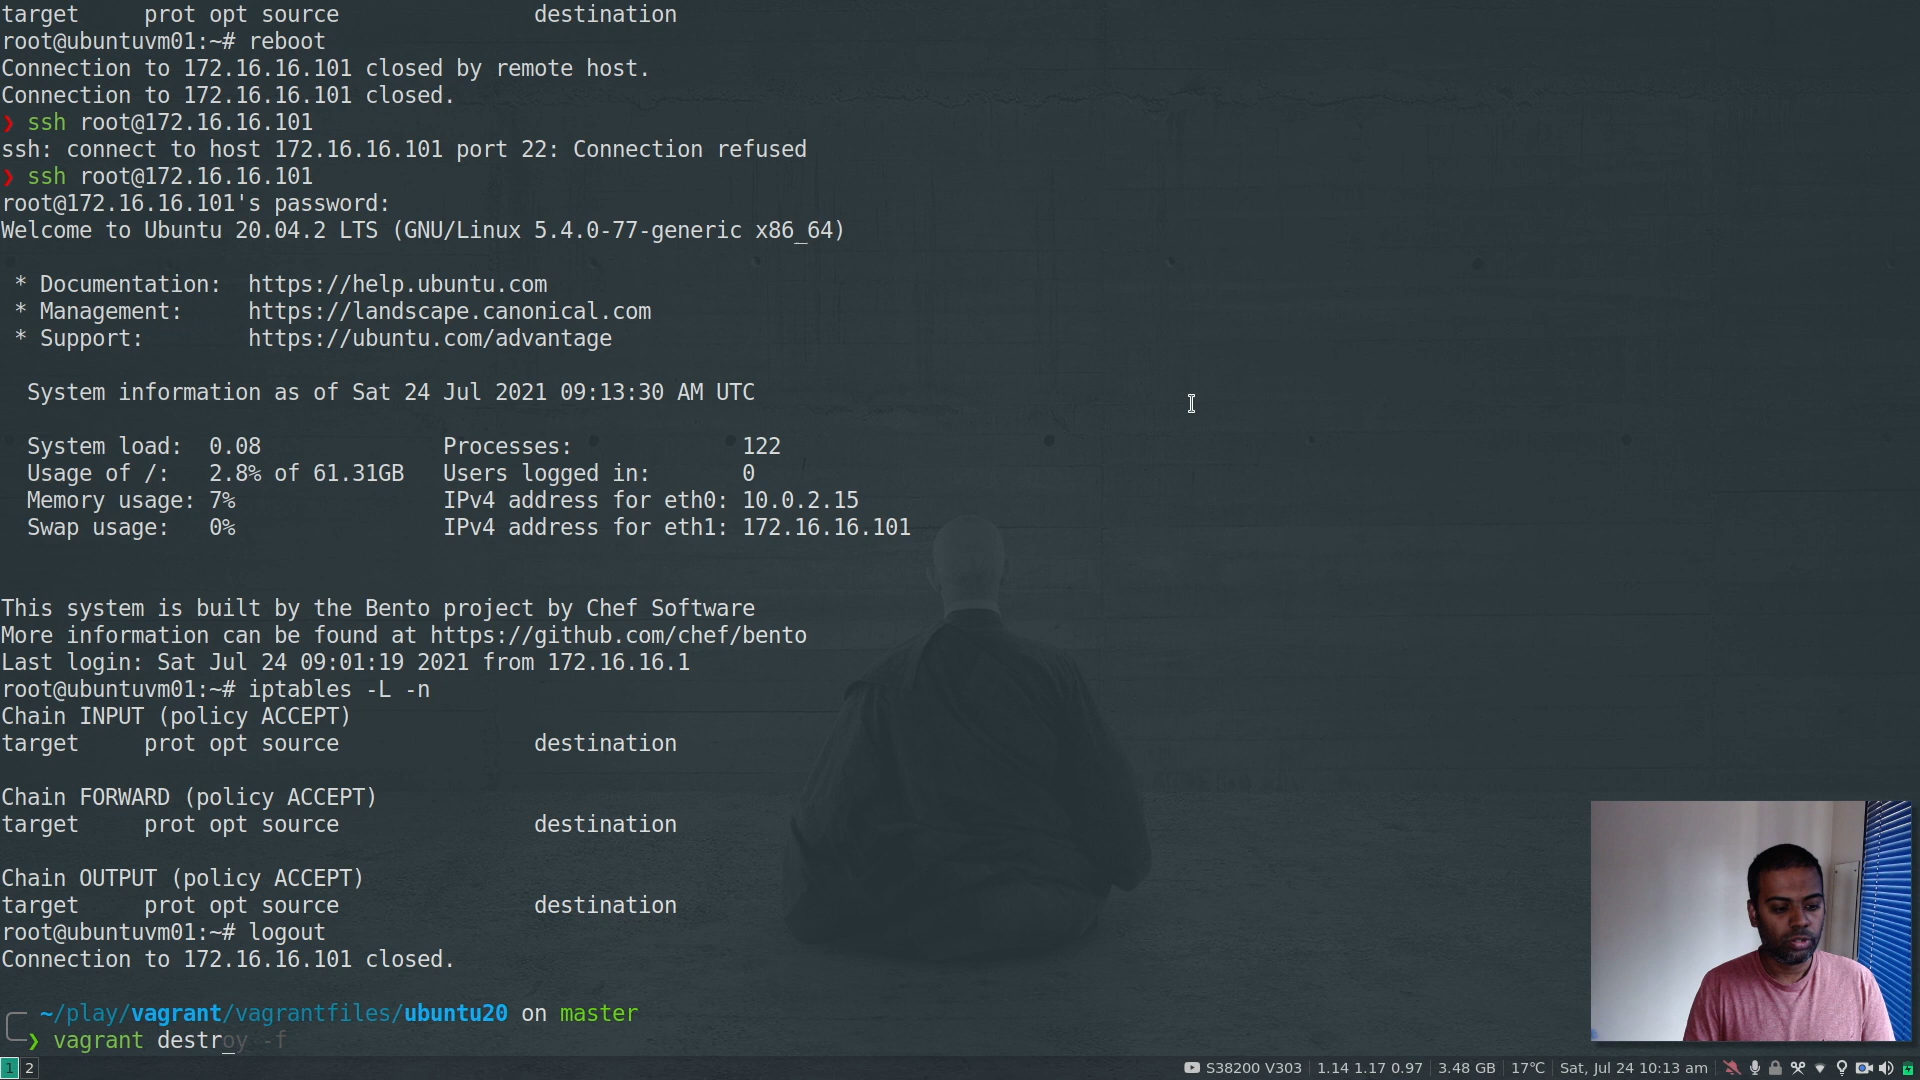 target     prot opt source               destination
root@ubuntuvm01:~# reboot
Connection to 172.16.16.101 closed by remote host.
Connection to 172.16.16.101 closed.
❯ ssh root@172.16.16.101
ssh: connect to host 172.16.16.101 port 22: Connection refused
❯ ssh root@172.16.16.101
root@172.16.16.101's password:
Welcome to Ubuntu 20.04.2 LTS (GNU/Linux 5.4.0-77-generic x86_64)
* Documentation:  https://help.ubuntu.com
* Management:     https://landscape.canonical.com
* Support:        https://ubuntu.com/advantage
System information as of Sat 24 Jul 2021 09:13:30 AM UTC
System load:  0.08              Processes:             122
Usage of /:   2.8% of 61.31GB   Users logged in:       0
Memory usage: 7%                IPv4 address for eth0: 10.0.2.15
Swap usage:   0%                IPv4 address for eth1: 172.16.16.101
This system is built by the Bento project by Chef Software
More information can be found at https://github.com/chef/bento
Last login: Sat Jul 24 09:01:19 2021 from 172.16.16.1
root@ubuntuvm01:~# iptables -L -n
Chain INPUT (policy ACCEPT)
target     prot opt source               destination
Chain FORWARD (policy ACCEPT)
target     prot opt source               destination
Chain OUTPUT (policy ACCEPT)
target     prot opt source               destination
root@ubuntuvm01:~# logout
Connection to 172.16.16.101 closed.
~/play/vagrant/vagrantfiles/ubuntu20 on master
❯ vagrant destroy -f
1 2 S38200 V303 1.14 1.17 0.97 3.48 GB 17℃ Sat, Jul 24 10:13 am